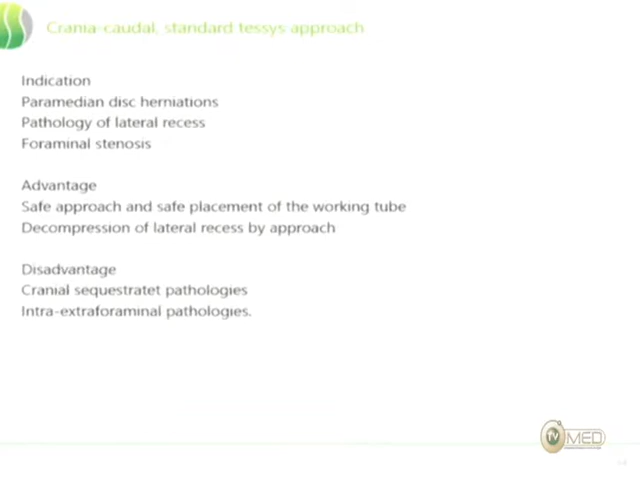 Crania-caudal, standard tessys approach
Indication
Paramedian disc herniations
Pathology of lateral recess
Foraminal stenosis
Advantage
Safe approach and safe placement of the working tube
Decompression of lateral recess by approach
Disadvantage
Cranial sequestratet pathologies
Intra-extraforaminal pathologies.
TV MED